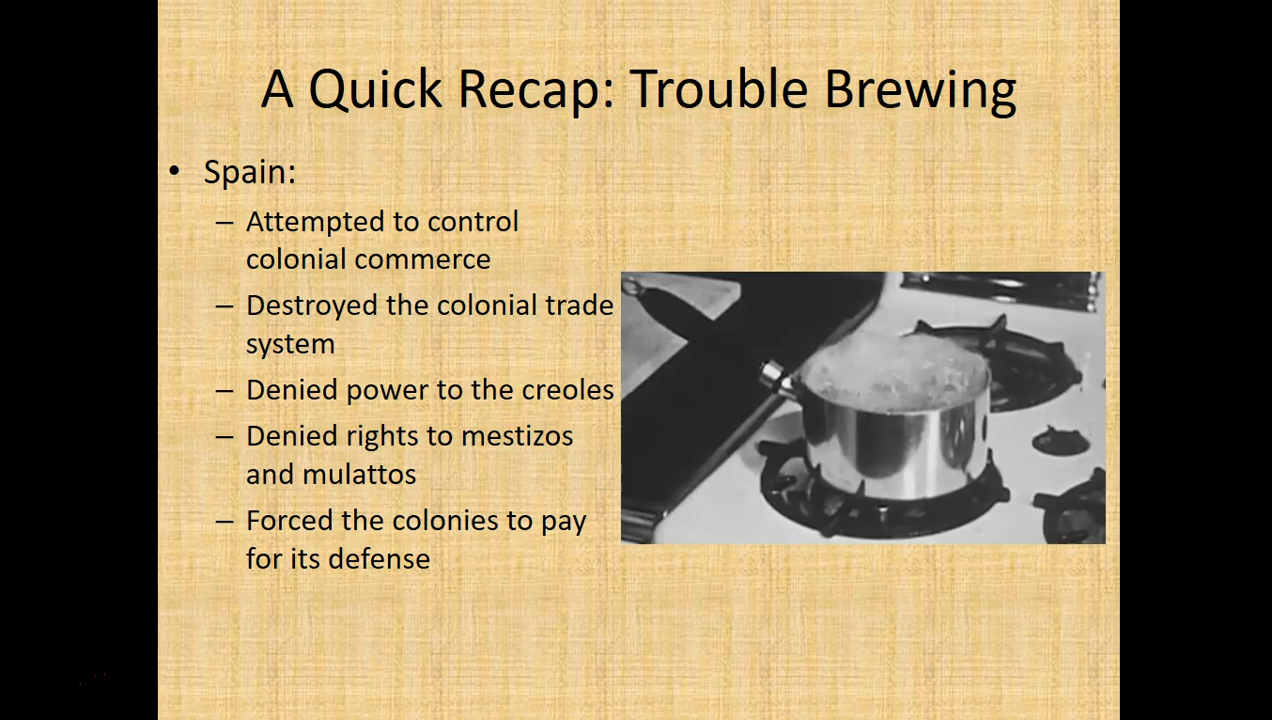 A Quick Recap: Trouble Brewing
• Spain:
– Attempted to control
colonial commerce
– Destroyed the colonial trade
system
– Denied power to the creoles
– Denied rights to mestizos
and mulattos
– Forced the colonies to pay
for its defense